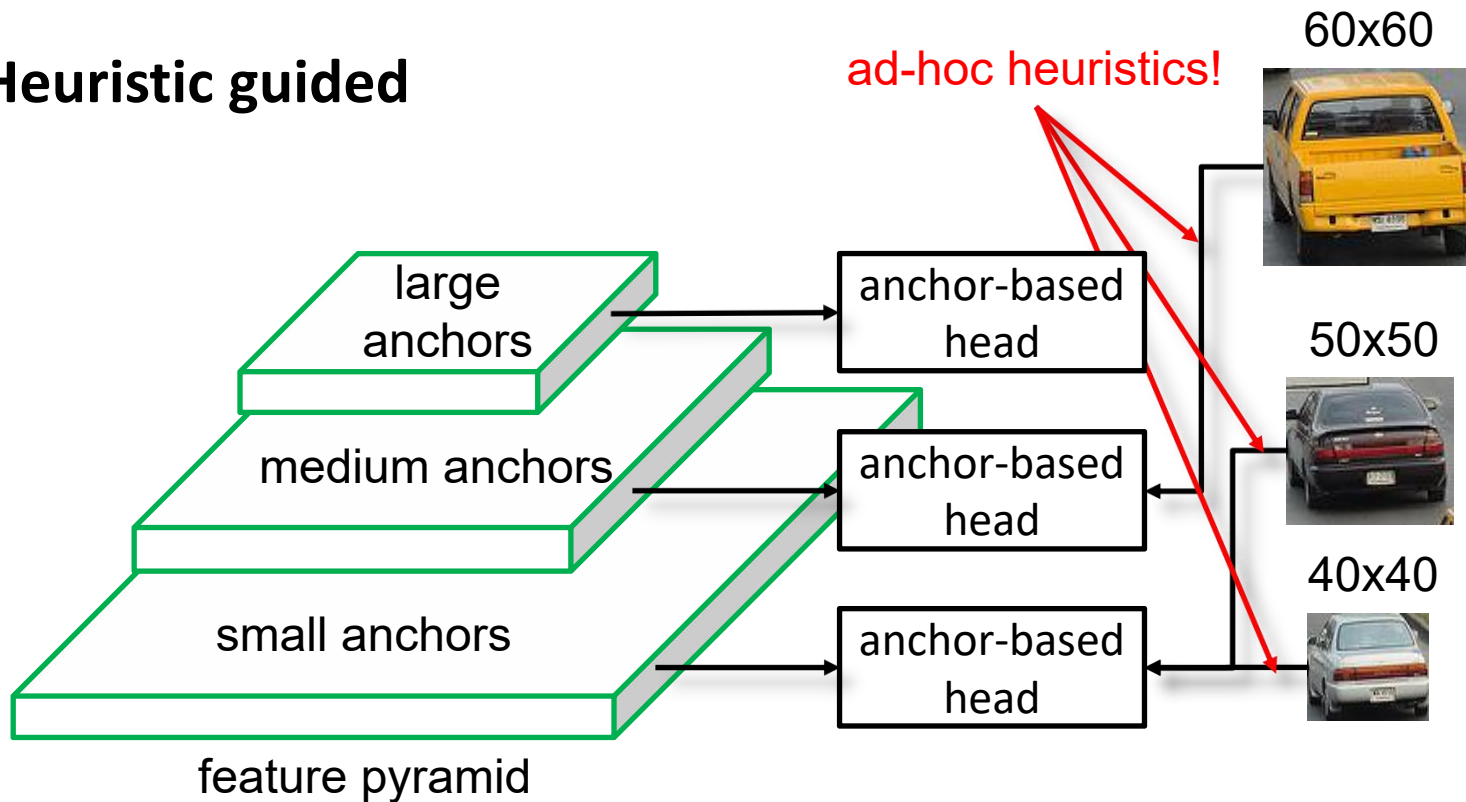 Heuristic guided
ad-hoc heuristics!
60x60
large
anchors
anchor-based
head
50x50
medium anchors
anchor-based
head
40x40
small anchors
anchor-based
head
feature pyramid